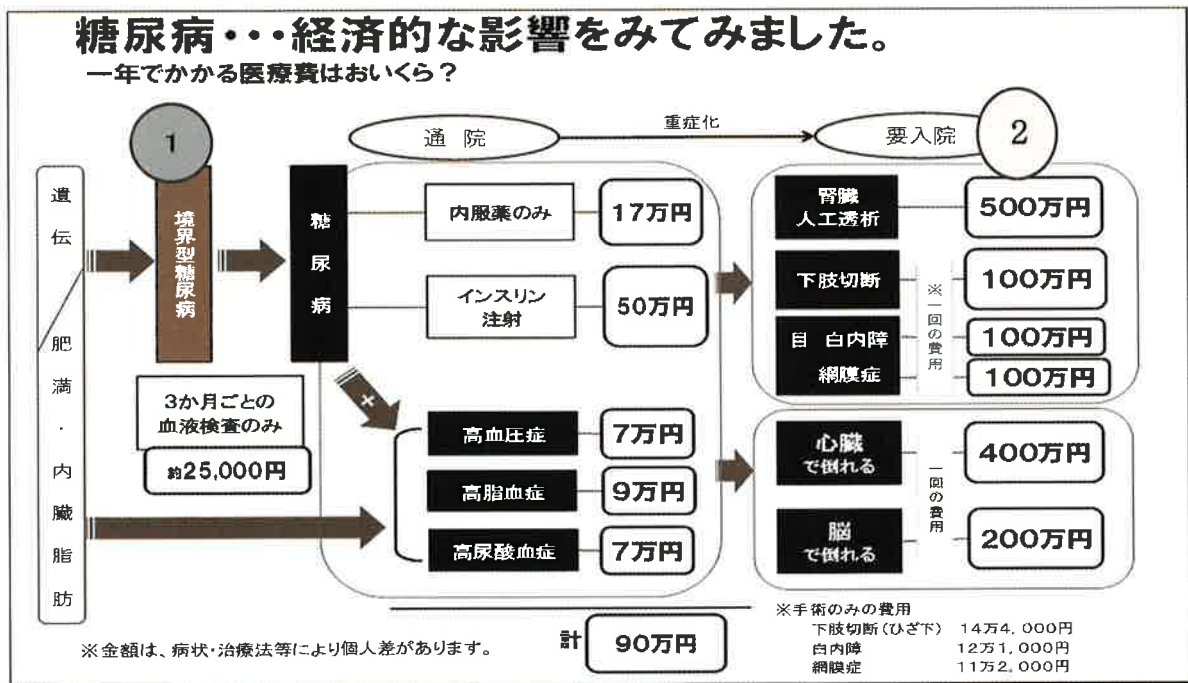 糖尿病・・・経済的な影響をみてみました。
一年でかかる医療費はおいくら？
1
通院
重症化
要入院
2
遺伝
肥満・内臓脂肪
境界型糖尿病
糖尿病
内服薬のみ
17万円
インスリン
注射
50万円
3か月ごとの
血液検査のみ
約25,000円
+
高血圧症
7万円
高脂血症
9万円
高尿酸血症
7万円
腎臓
人工透析
500万円
下肢切断
100万円
目 白内障
100万円
網膜症
100万円
※一回の費用
心臓
で倒れる
400万円
脳
で倒れる
200万円
一回の費用
計
90万円
※金額は、病状・治療法等により個人差があります。
※手術のみの費用
下肢切断（ひざ下） 14万4,000円
白内障 12万1,000円
網膜症 11万2,000円